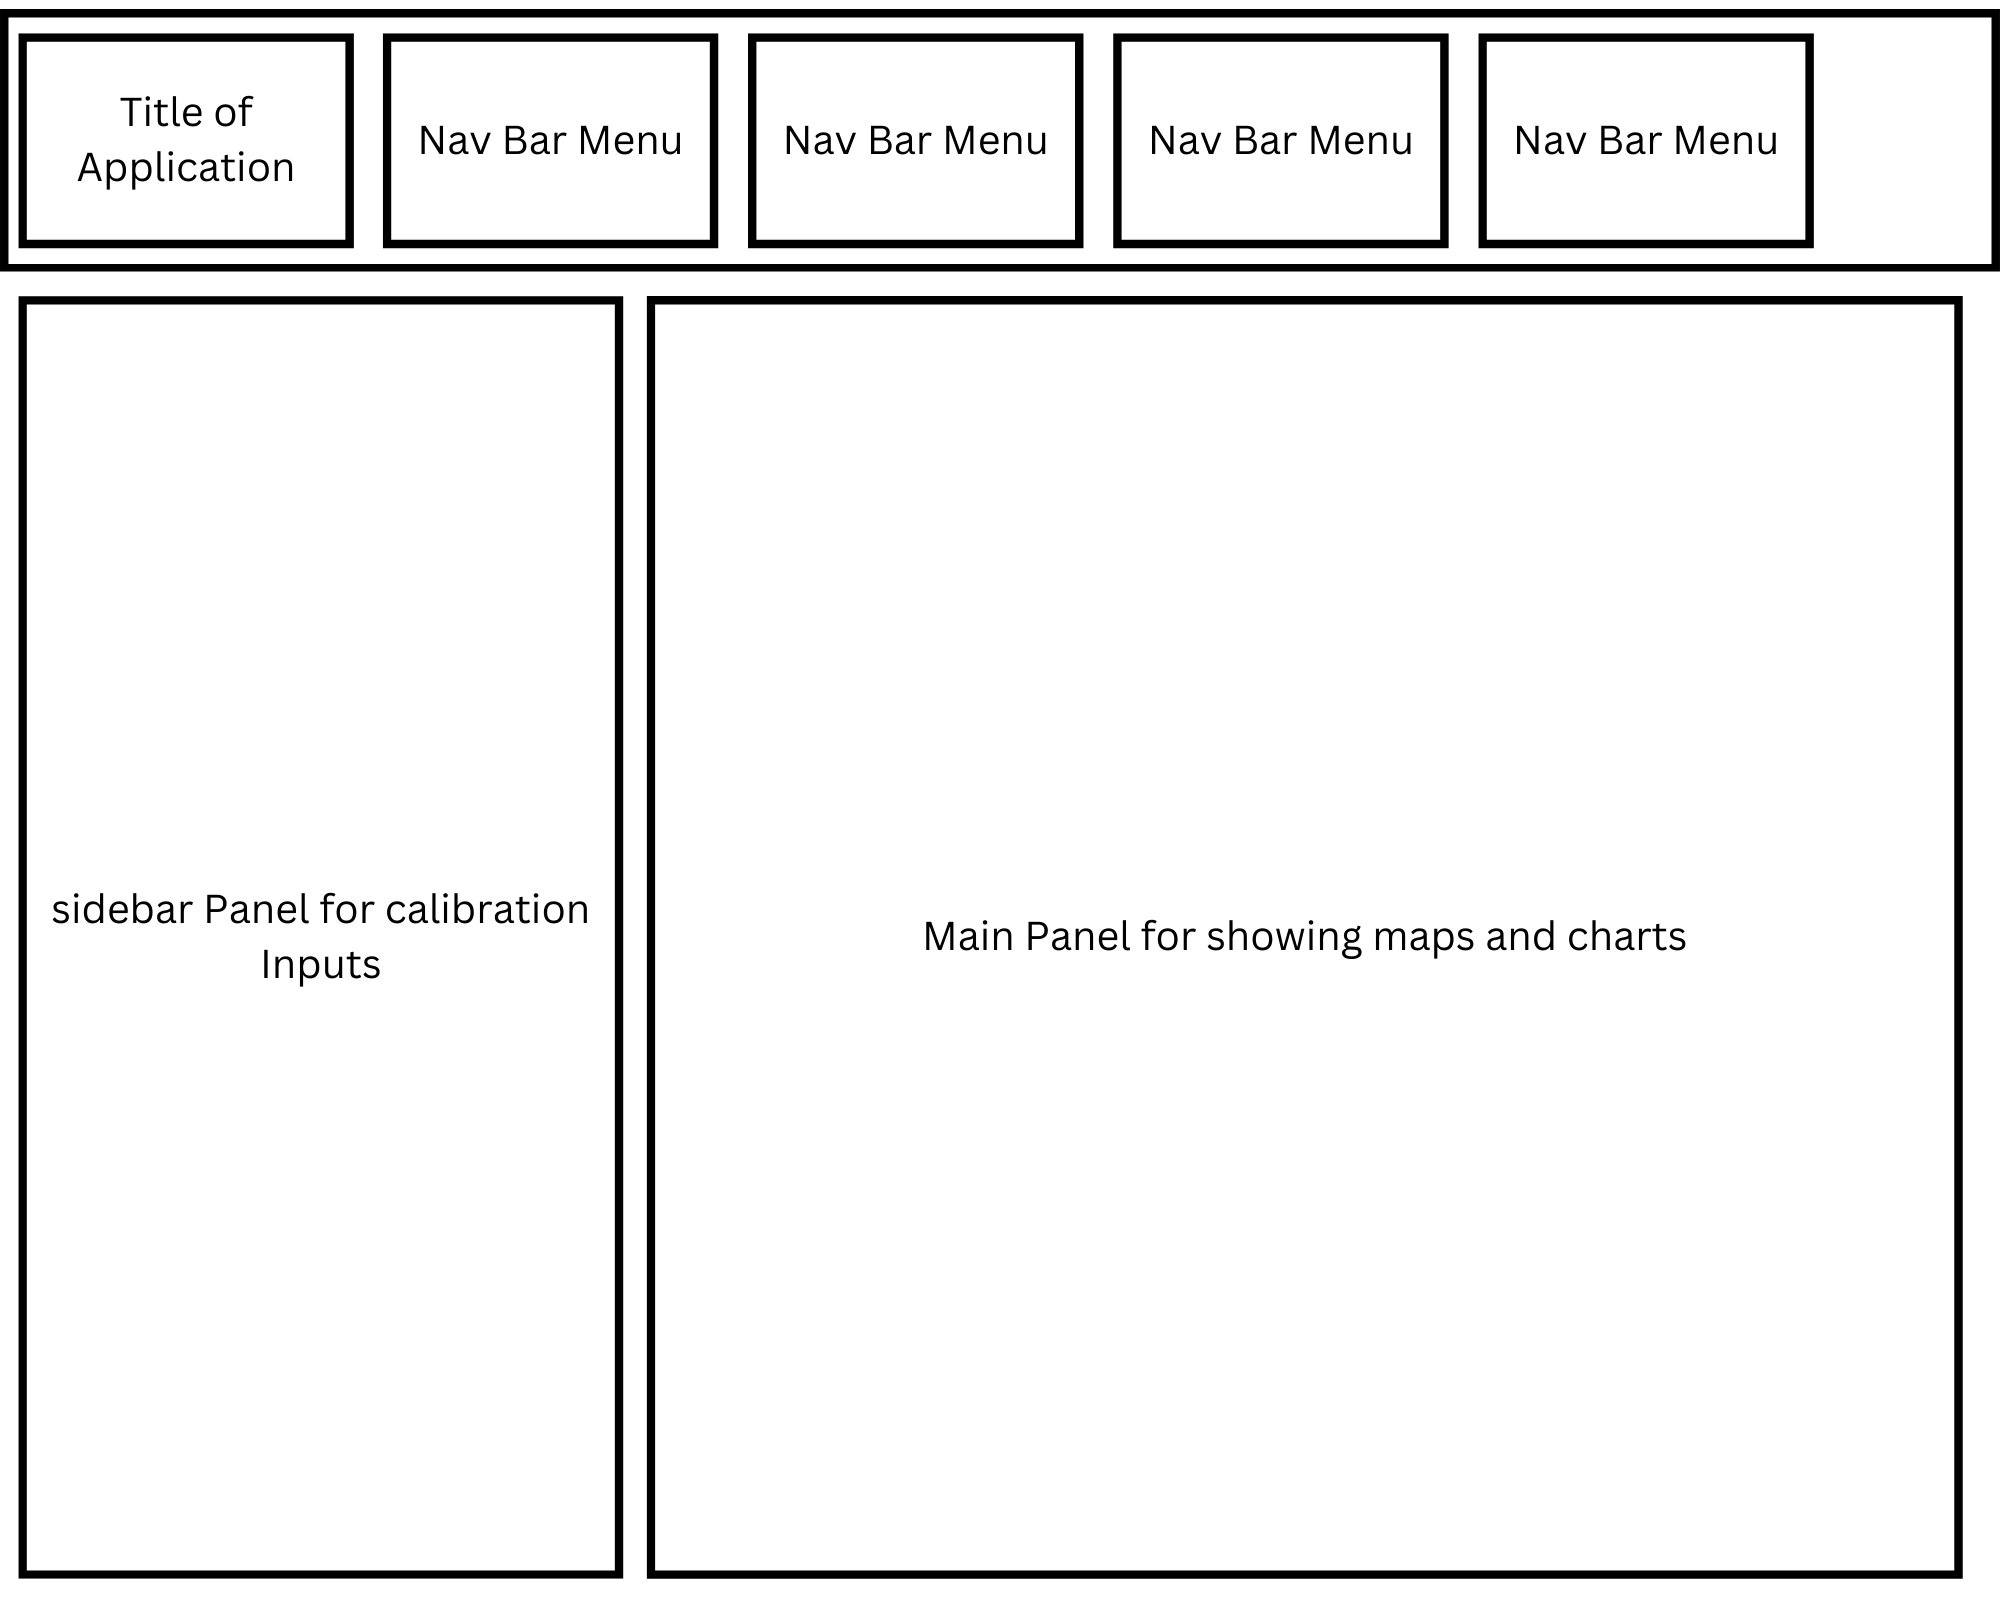 Title of
Application
Nav Bar Menu
Nav Bar Menu
Nav Bar Menu
Nav Bar Menu
sidebar Panel for calibration
Inputs
Main Panel for showing maps and charts